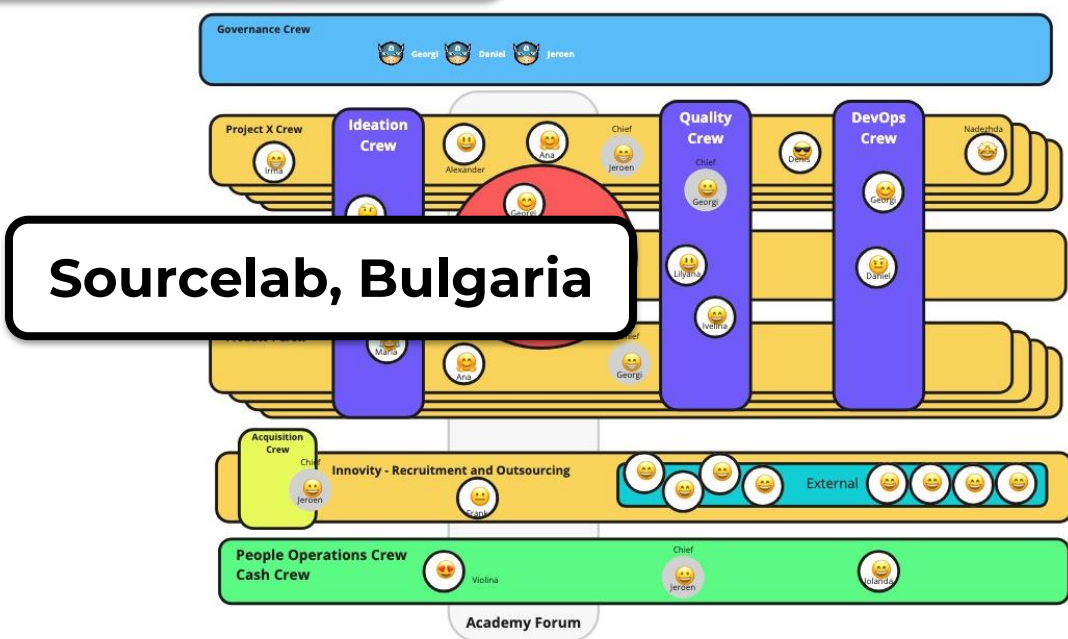 Governance Crew
Georgi
Daniel
Jeroen
Project X Crew
Ideation
Crew
Quality
Crew
DevOps
Crew
Irma
Alexander
Ana
Chief
Jeroen
Chief
Georgi
Denis
Nadezhda
Georgi
Georgi
Sourcelab, Bulgaria
Lilyana
Daniel
Ivelina
Maria
Ana
Georgi
Acquisition
Crew
Chief
Jeroen
Innovity - Recruitment and Outsourcing
Frank
External
People Operations Crew
Cash Crew
Violina
Chief
Jeroen
Iolanda
Academy Forum